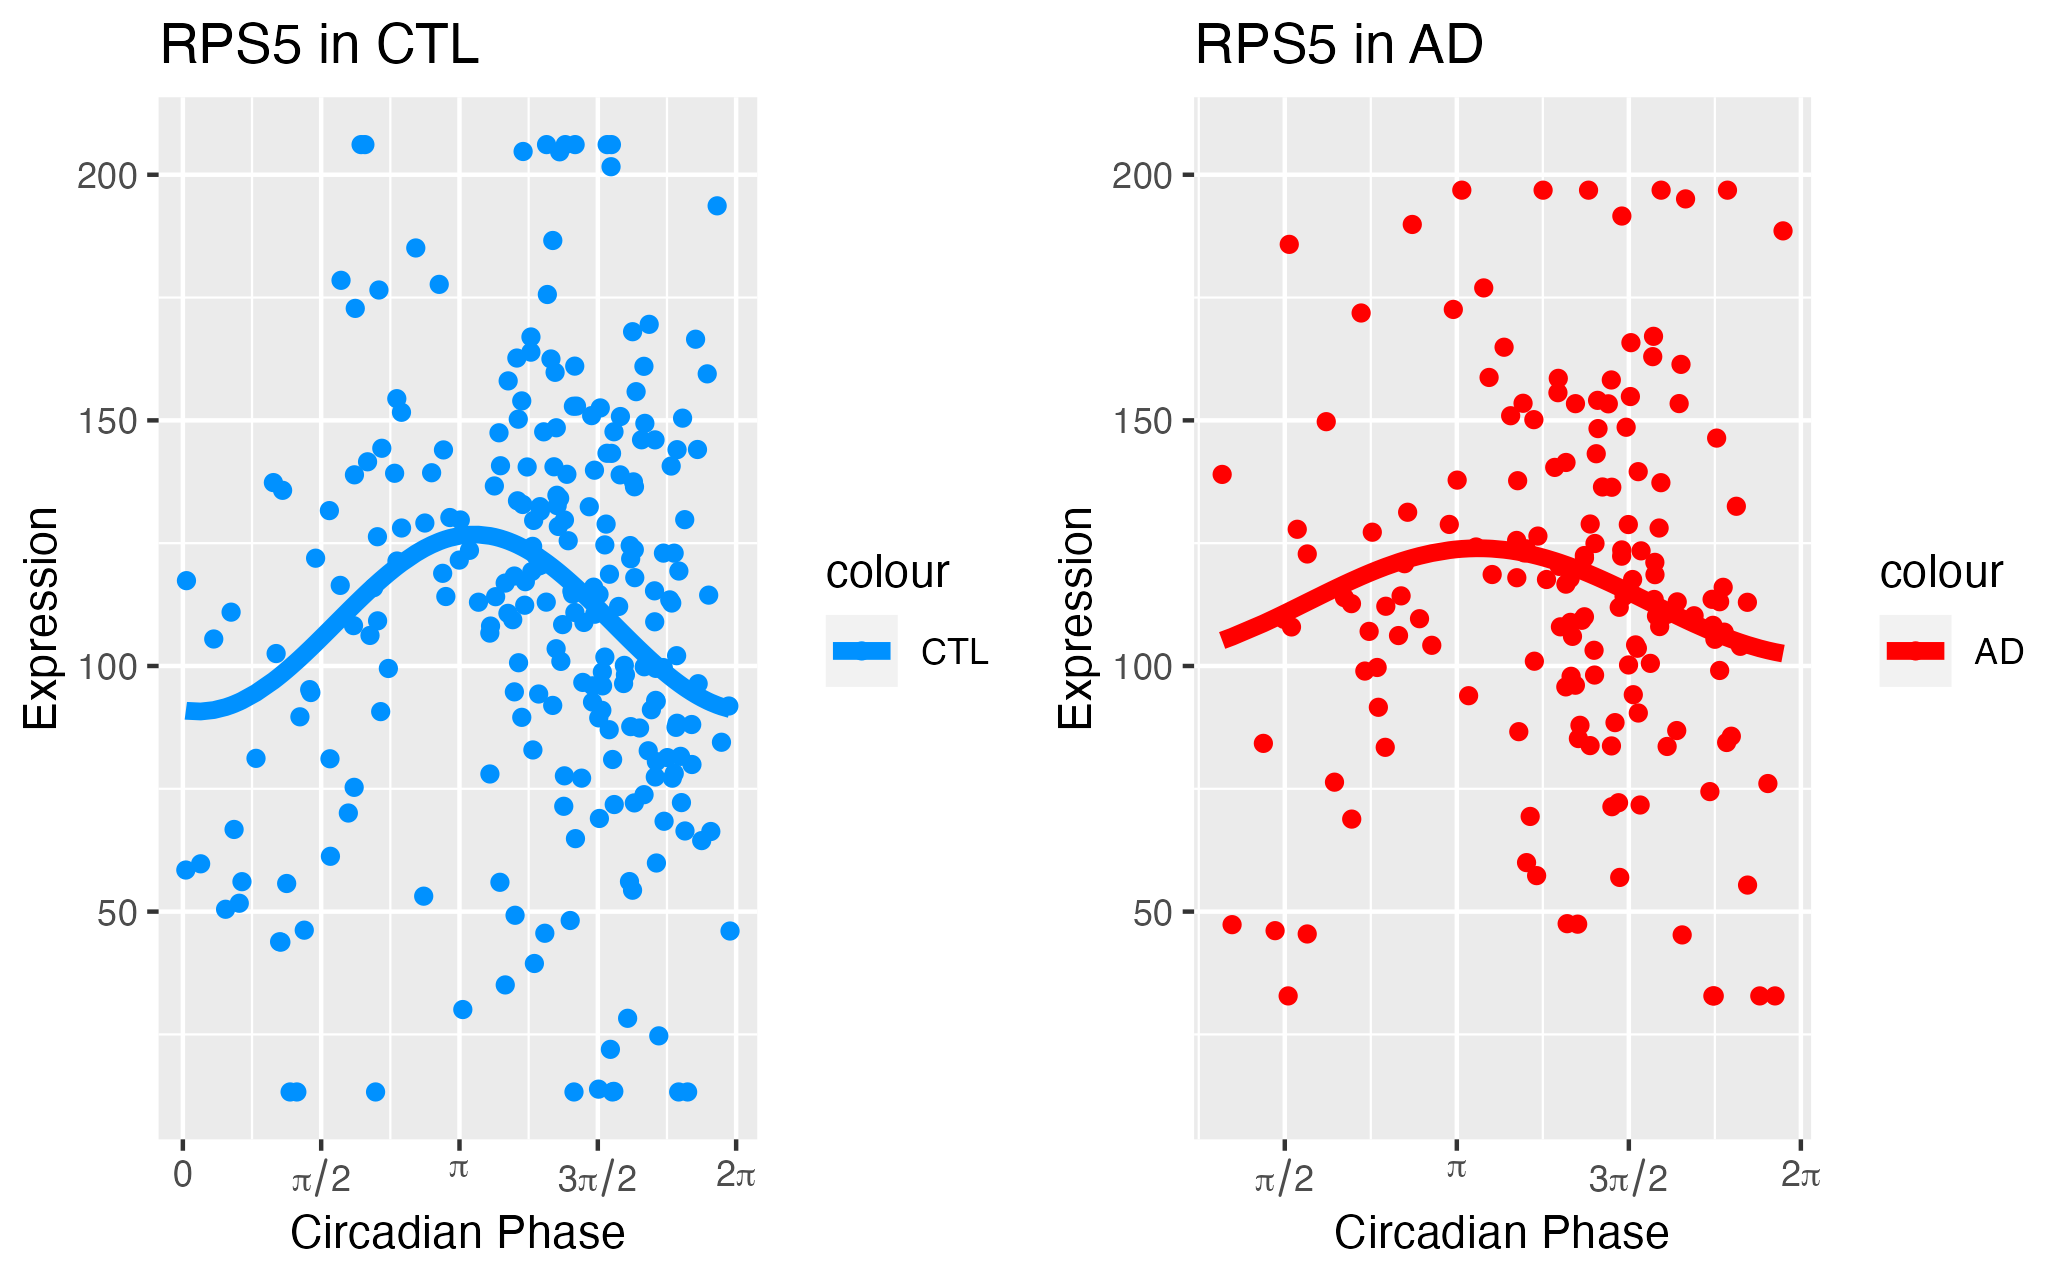 RPS5 in CTL
200
150
100
50
Expression
0 π/2 π 3π/2 2π
Circadian Phase
colour
CTL
RPS5 in AD
200
150
100
50
Expression
π/2 π 3π/2 2π
Circadian Phase
colour
AD